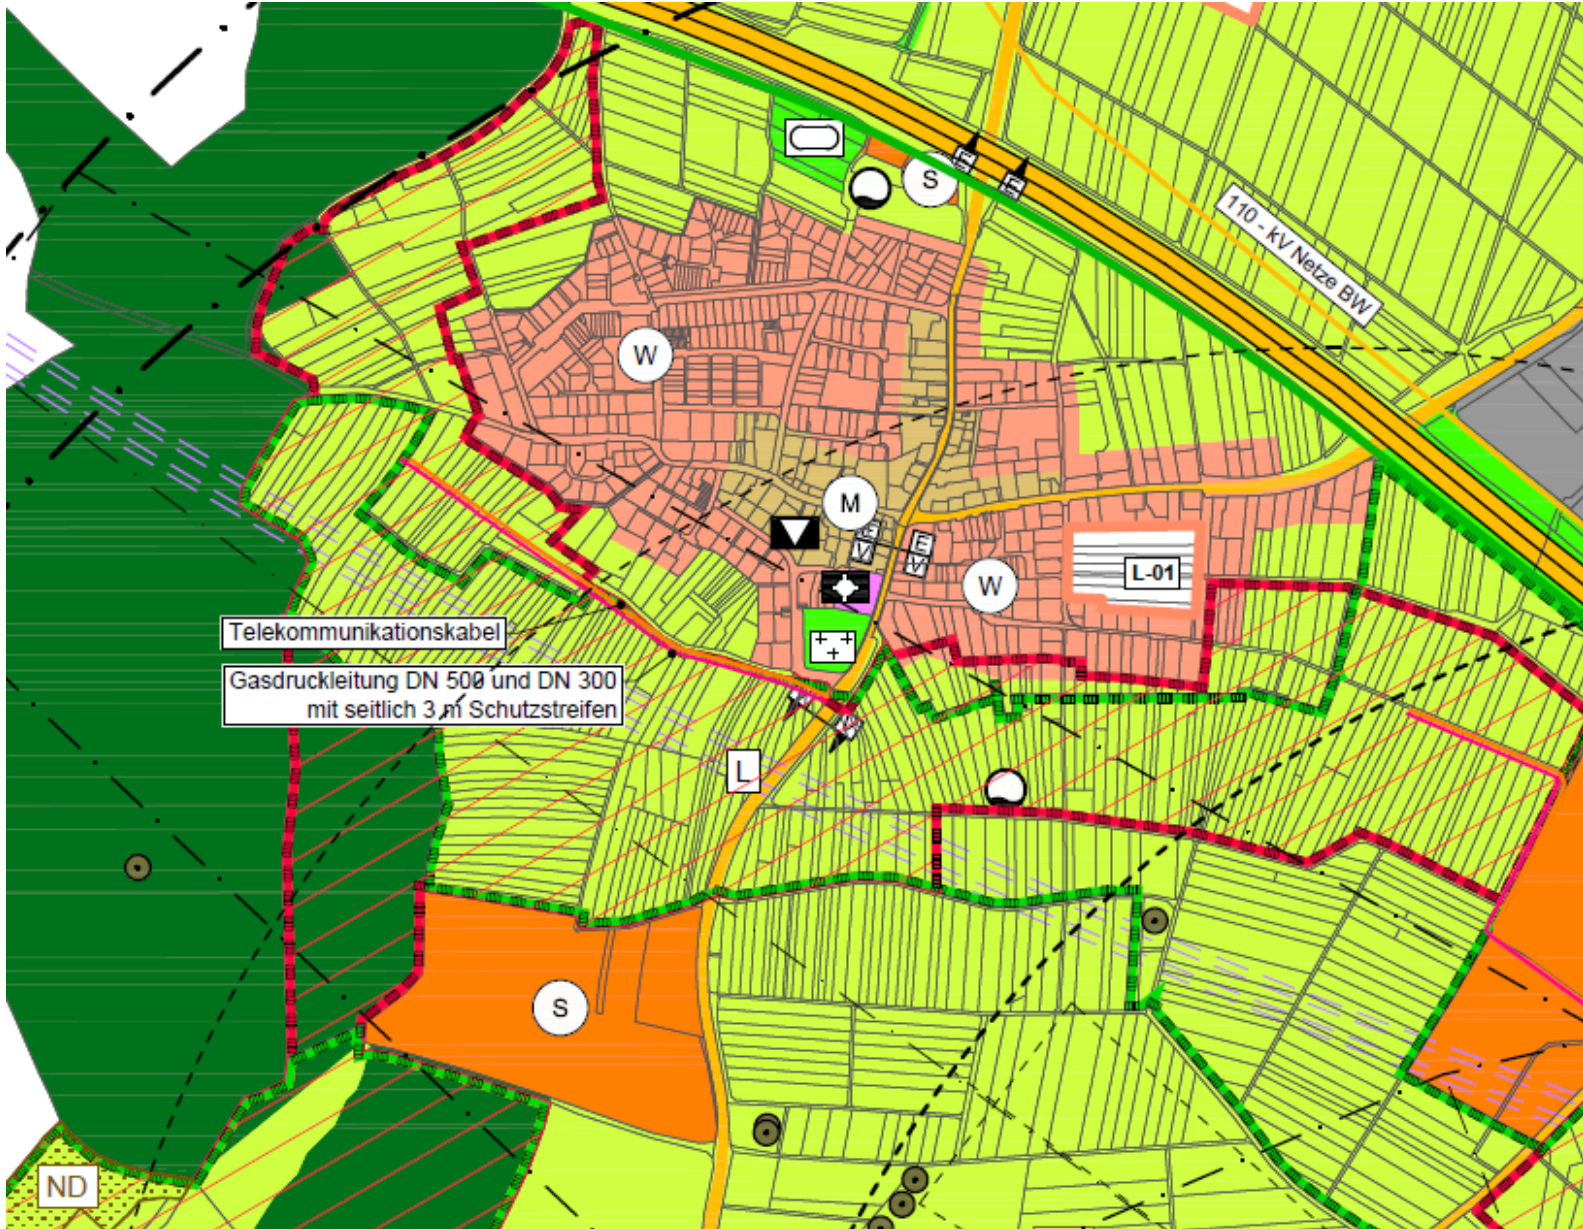 S
E
E
110 - kV Netze BW
W
M
E
V
E
V
L-01
W
Telekommunikationskabel
Gasdruckleitung DN 500 und DN 300
mit seitlich 3 m Schutzstreifen
L
S
ND